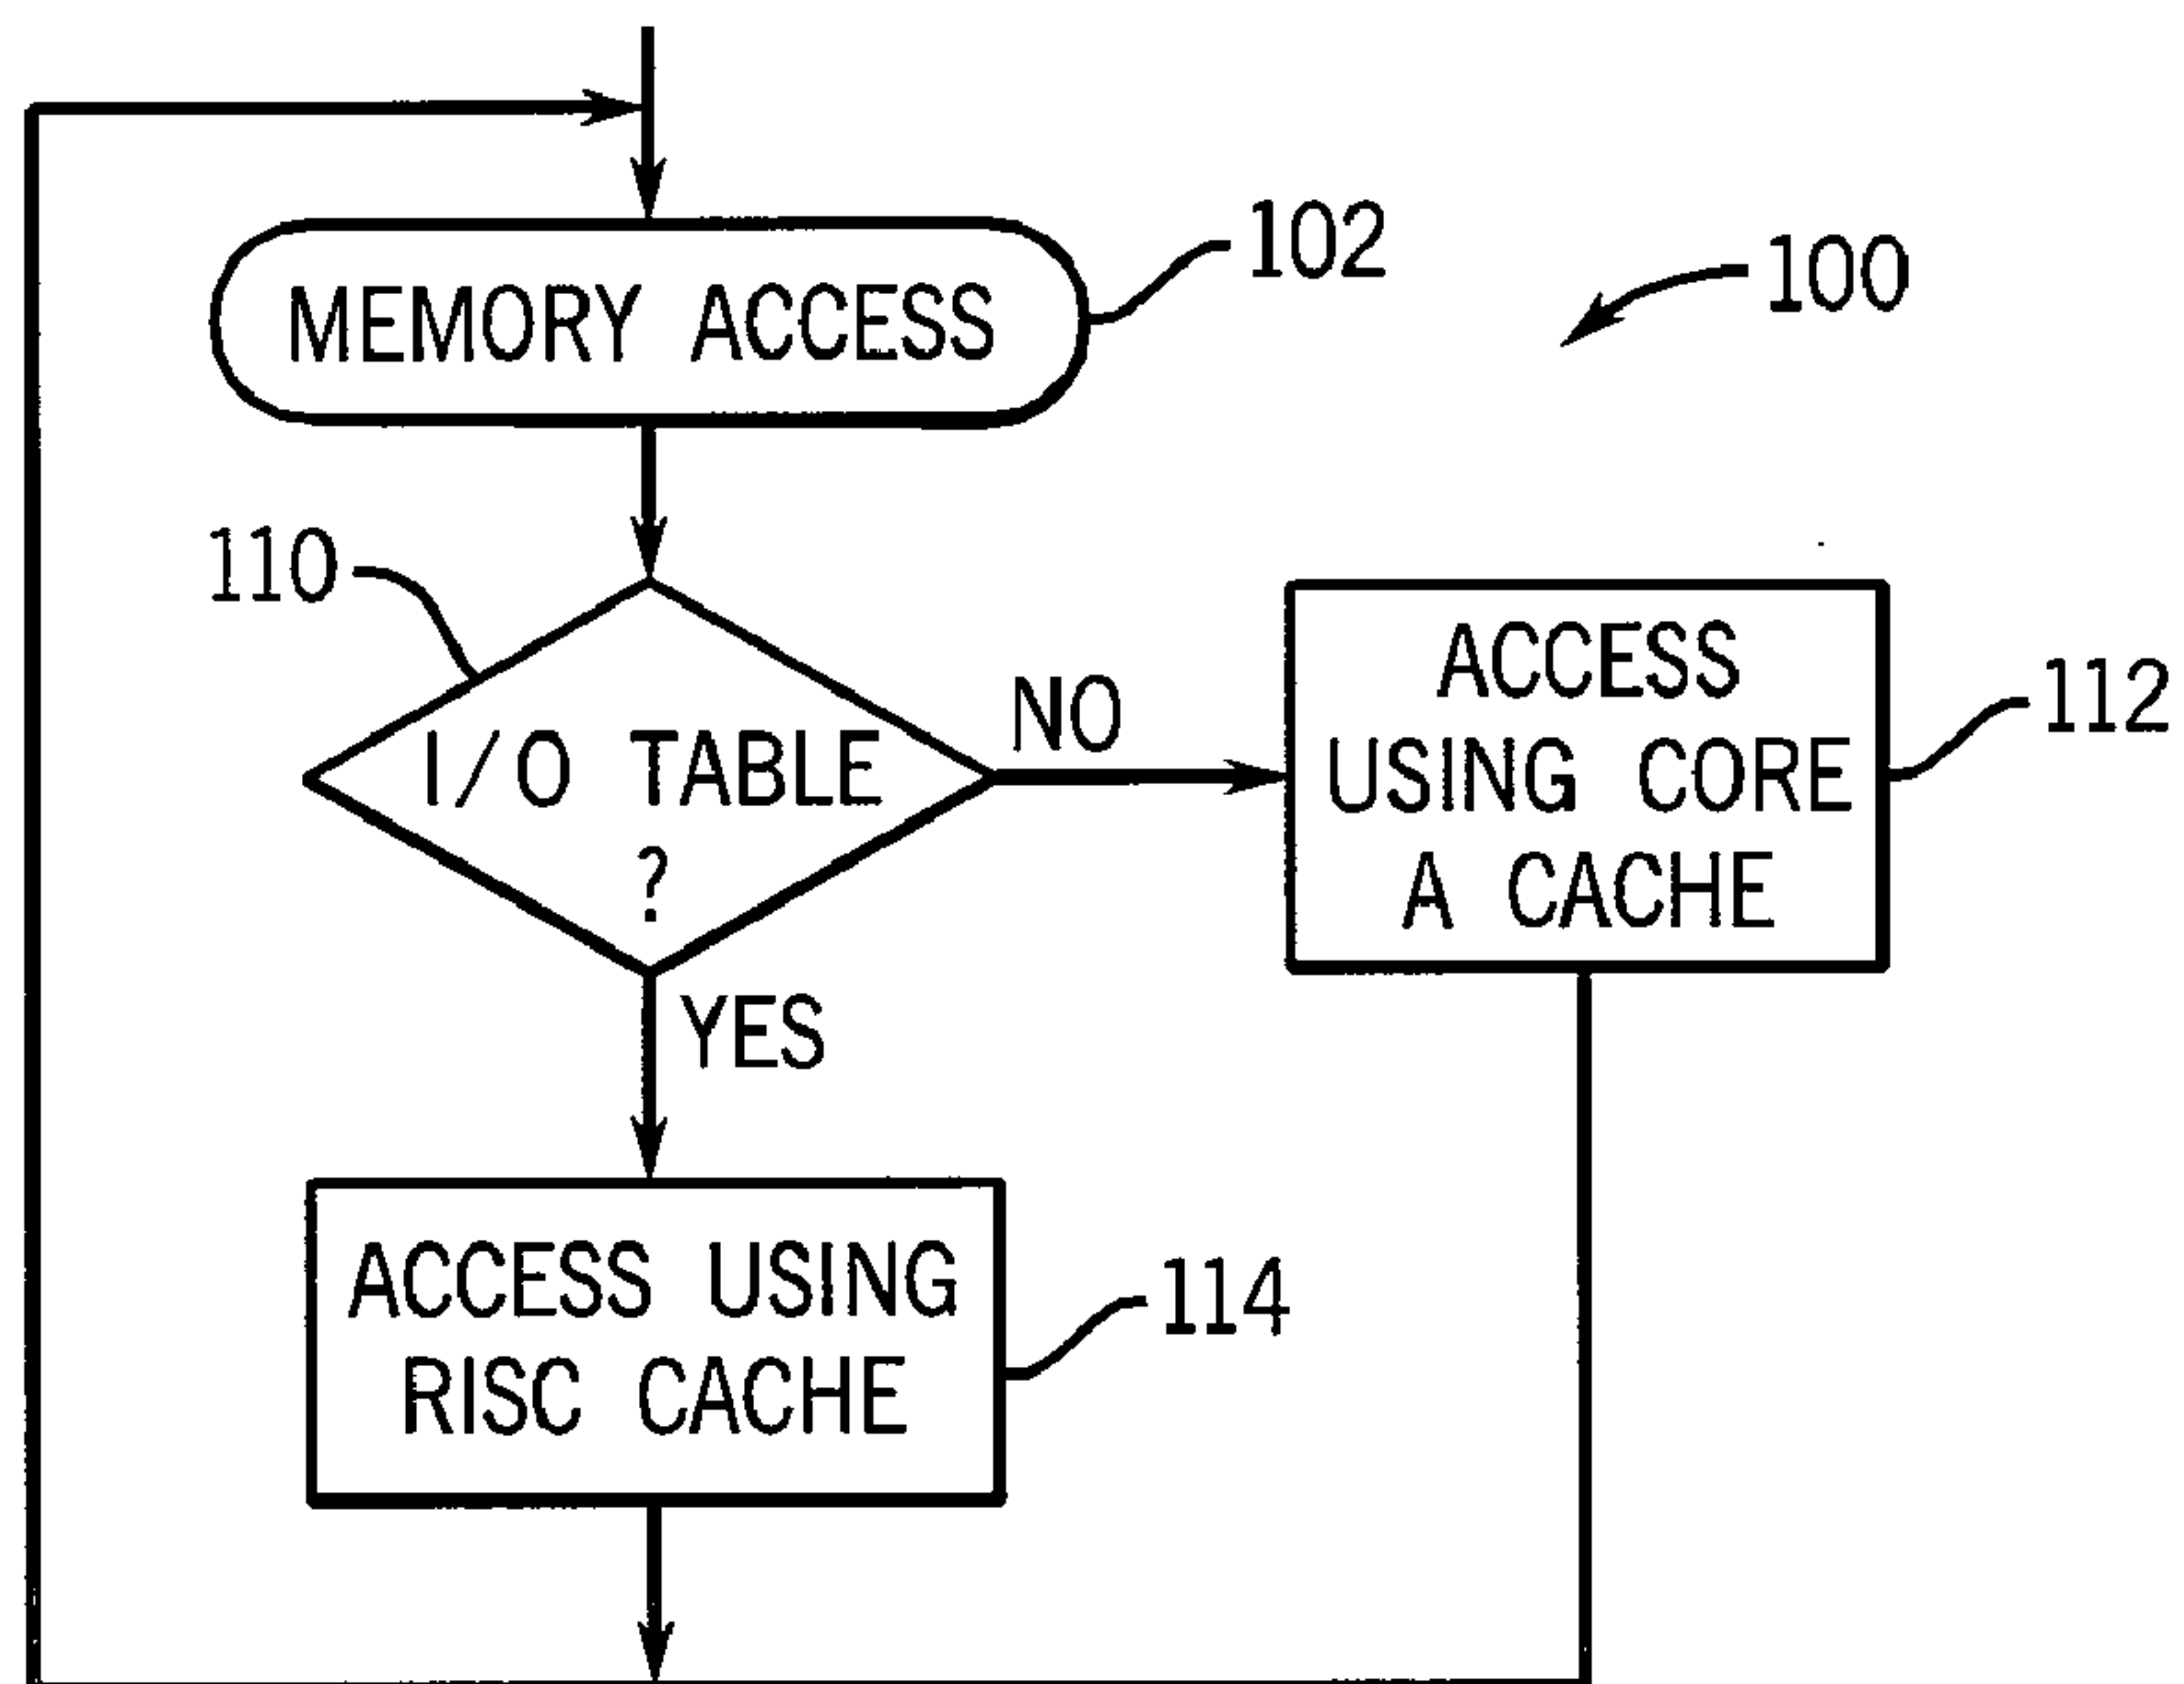 102
MEMORY ACCESS
100
110
I/O TABLE
?
NO
ACCESS
USING CORE
A CACHE
112
YES
ACCESS USING
RISC CACHE
114